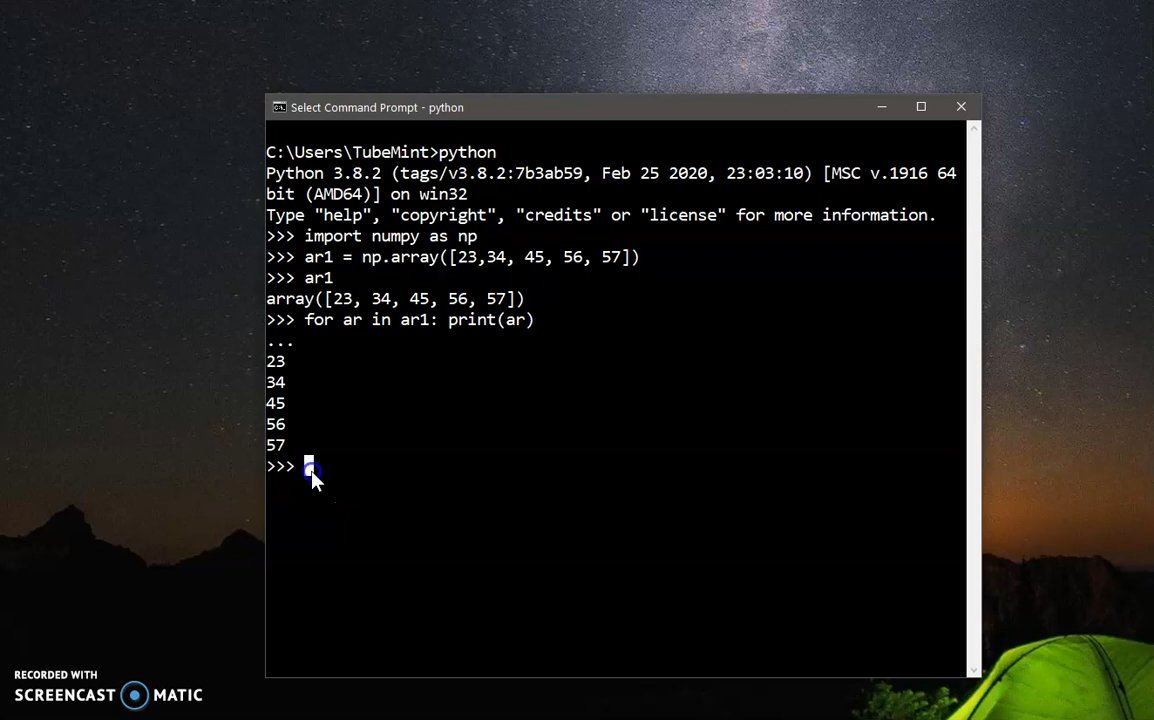 Select Command Prompt - python
C:\Users\TubeMint>python
Python 3.8.2 (tags/v3.8.2:7b3ab59, Feb 25 2020, 23:03:10) [MSC v.1916 64
bit (AMD64)] on win32
Type "help", "copyright", "credits" or "license" for more information.
>>> import numpy as np
>>> ar1 = np.array([23,34, 45, 56, 57])
>>> ar1
array([23, 34, 45, 56, 57])
>>> for ar in ar1: print(ar)
...
23
34
45
56
57
>>>
RECORDED WITH
SCREENCAST MATIC